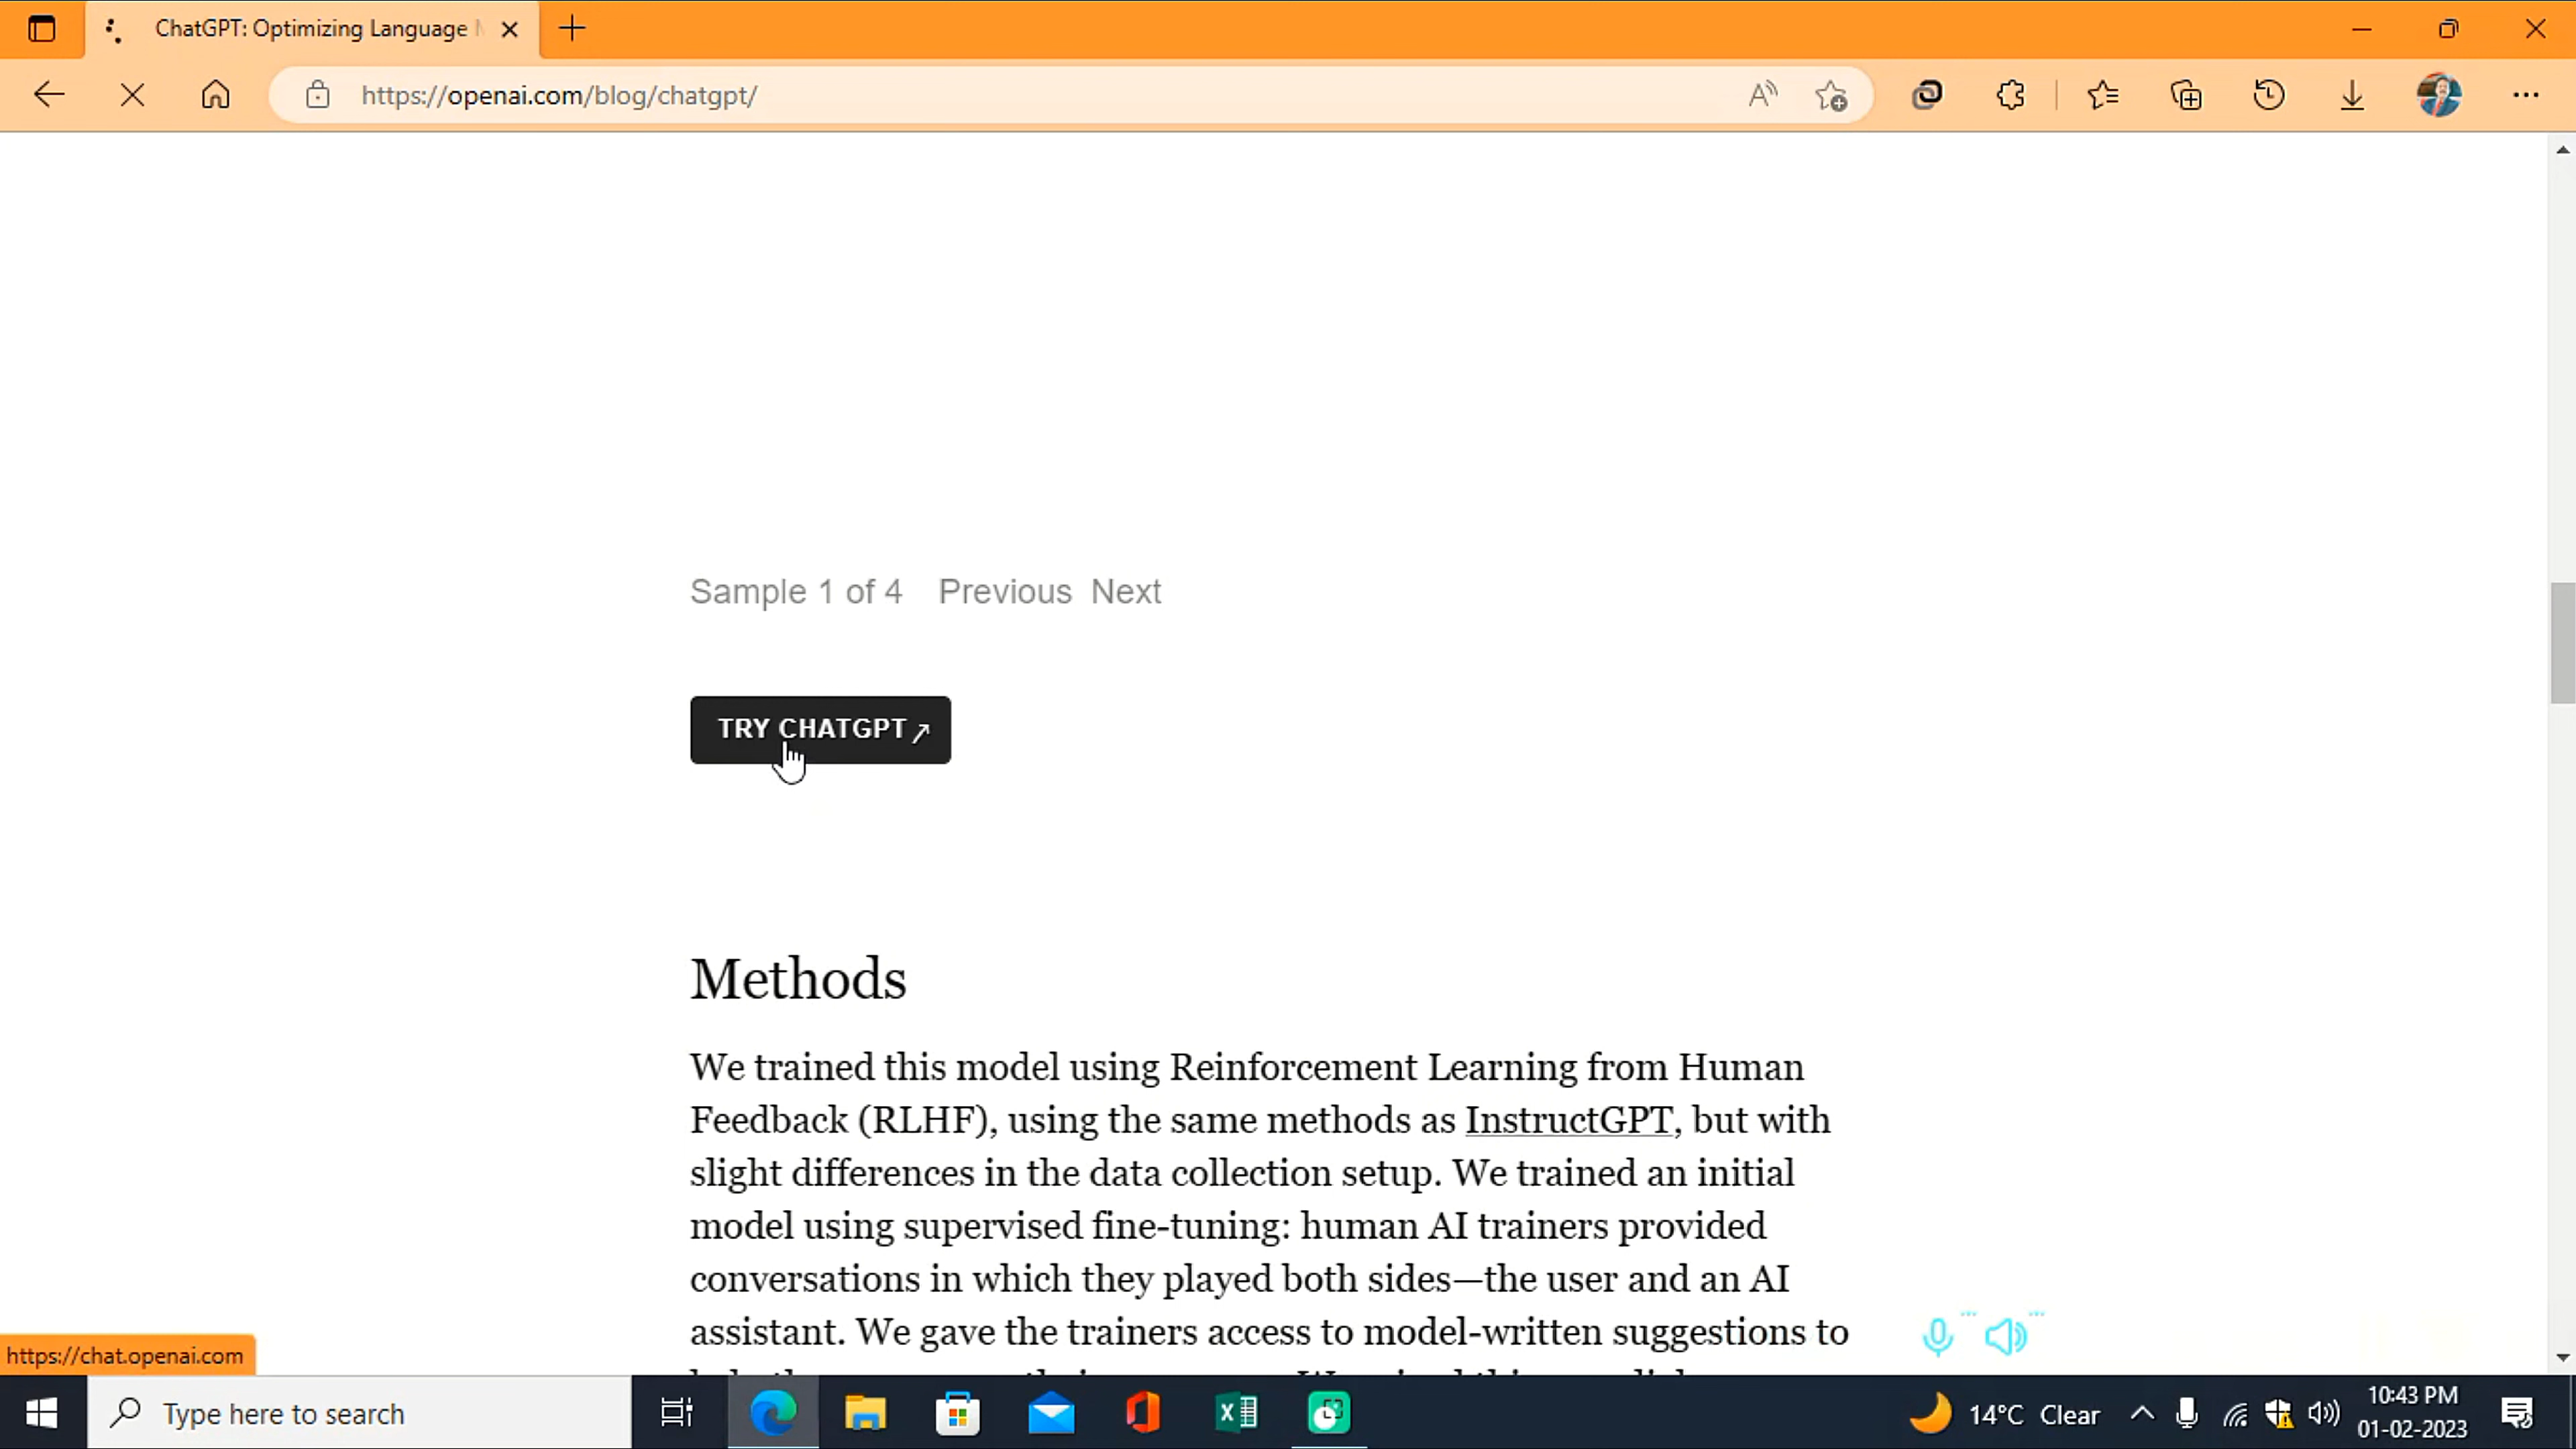 ChatGPT: Optimizing Language
https://openai.com/blog/chatgpt/
Sample 1 of 4 Previous Next
TRY CHATGPT ↗
Methods
We trained this model using Reinforcement Learning from Human
Feedback (RLHF), using the same methods as InstructGPT, but with
slight differences in the data collection setup. We trained an initial
model using supervised fine-tuning: human AI trainers provided
conversations in which they played both sides—the user and an AI
assistant. We gave the trainers access to model-written suggestions to
https://chat.openai.com
Type here to search
14°C Clear
10:43 PM
01-02-2023